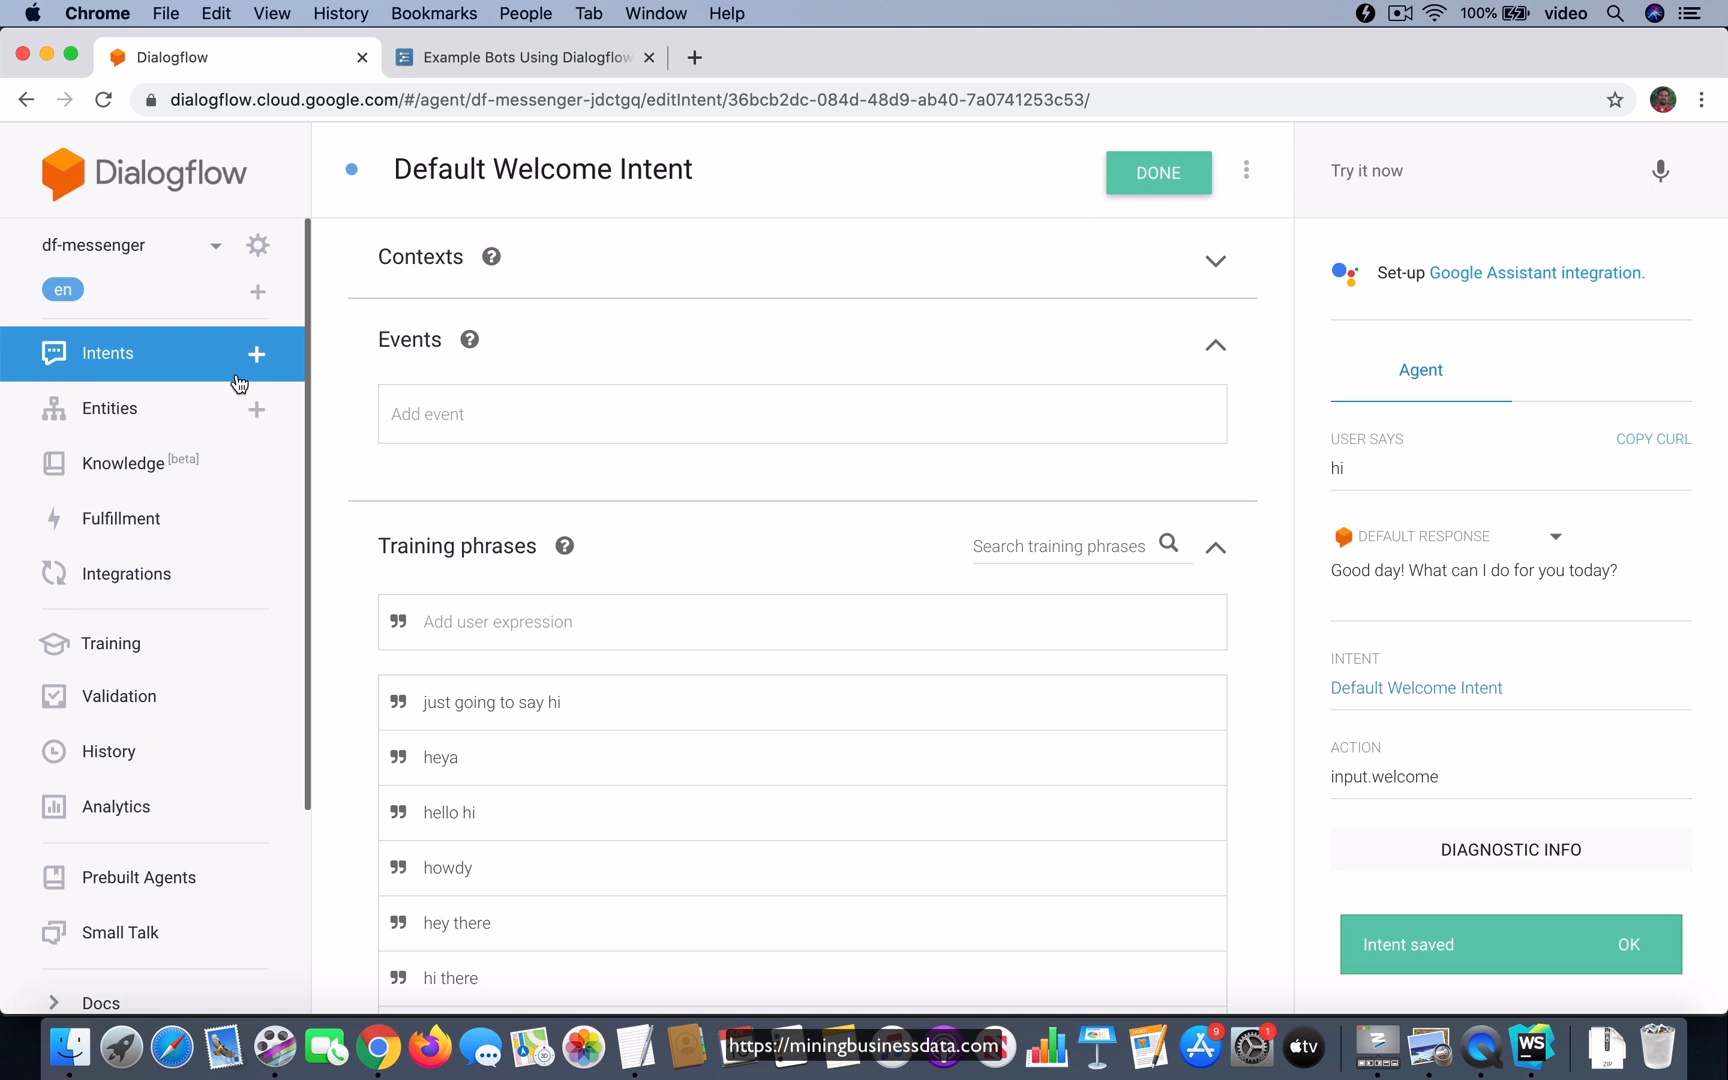 Chrome File Edit View History Bookmarks People Tab Window Help 100% video
Dialogflow Example Bots Using Dialogflow
dialogflow.cloud.google.com/#/agent/df-messenger-jdctgq/editIntent/36bcb2dc-084d-48d9-ab40-7a0741253c53/
Dialogflow
df-messenger
en
Intents
Entities
Knowledge [beta]
Fulfillment
Integrations
Training
Validation
History
Analytics
Prebuilt Agents
Small Talk
Docs
Default Welcome Intent
DONE
Contexts
Events
Add event
Training phrases
Search training phrases
Add user expression
just going to say hi
heya
hello hi
howdy
hey there
hi there
Try it now
Set-up Google Assistant integration.
Agent
USER SAYS COPY CURL
hi
DEFAULT RESPONSE
Good day! What can I do for you today?
INTENT
Default Welcome Intent
ACTION
input.welcome
DIAGNOSTIC INFO
Intent saved OK
https://miningbusinessdata.com
9
1
tv
WS
ZIP